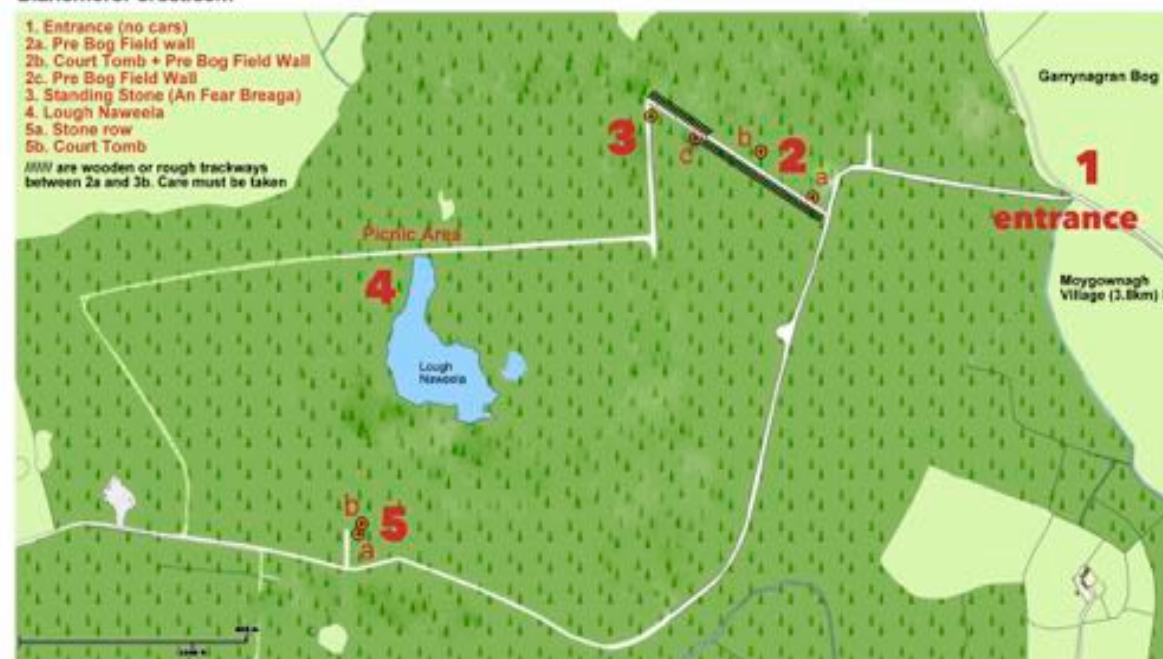 1. Entrance (no cars)
2a. Pre Bog Field wall
2b. Court Tomb + Pre Bog Field Wall
2c. Pre Bog Field Wall
3. Standing Stone (An Fear Breaga)
4. Lough Naweela
5a. Stone row
5b. Court Tomb
///// are wooden or rough trackways
between 2a and 3b. Care must be taken
Garrynagran Bog
1
entrance
Moygownagh
Village (3.8km)
3
c
b
2
a
Picnic Area
4
Lough
Naweela
b
5
a